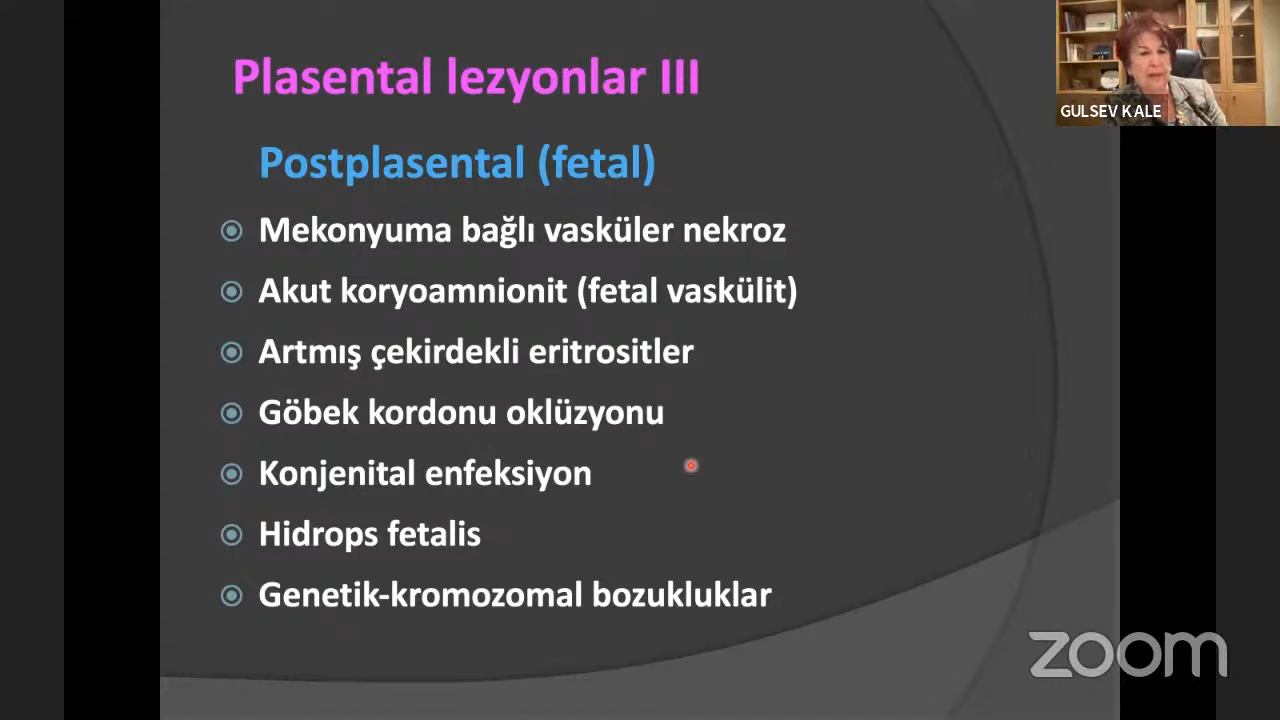 Plasental lezyonlar III
GULSEV KALE
Postplasental (fetal)
Mekonyuma bağlı vasküler nekroz
Akut koryoamnionit (fetal vaskülit)
Artmış çekirdekli eritrositler
Göbek kordonu oklüzyonu
Konjenital enfeksiyon
Hidrops fetalis
Genetik-kromozomal bozukluklar
zoom